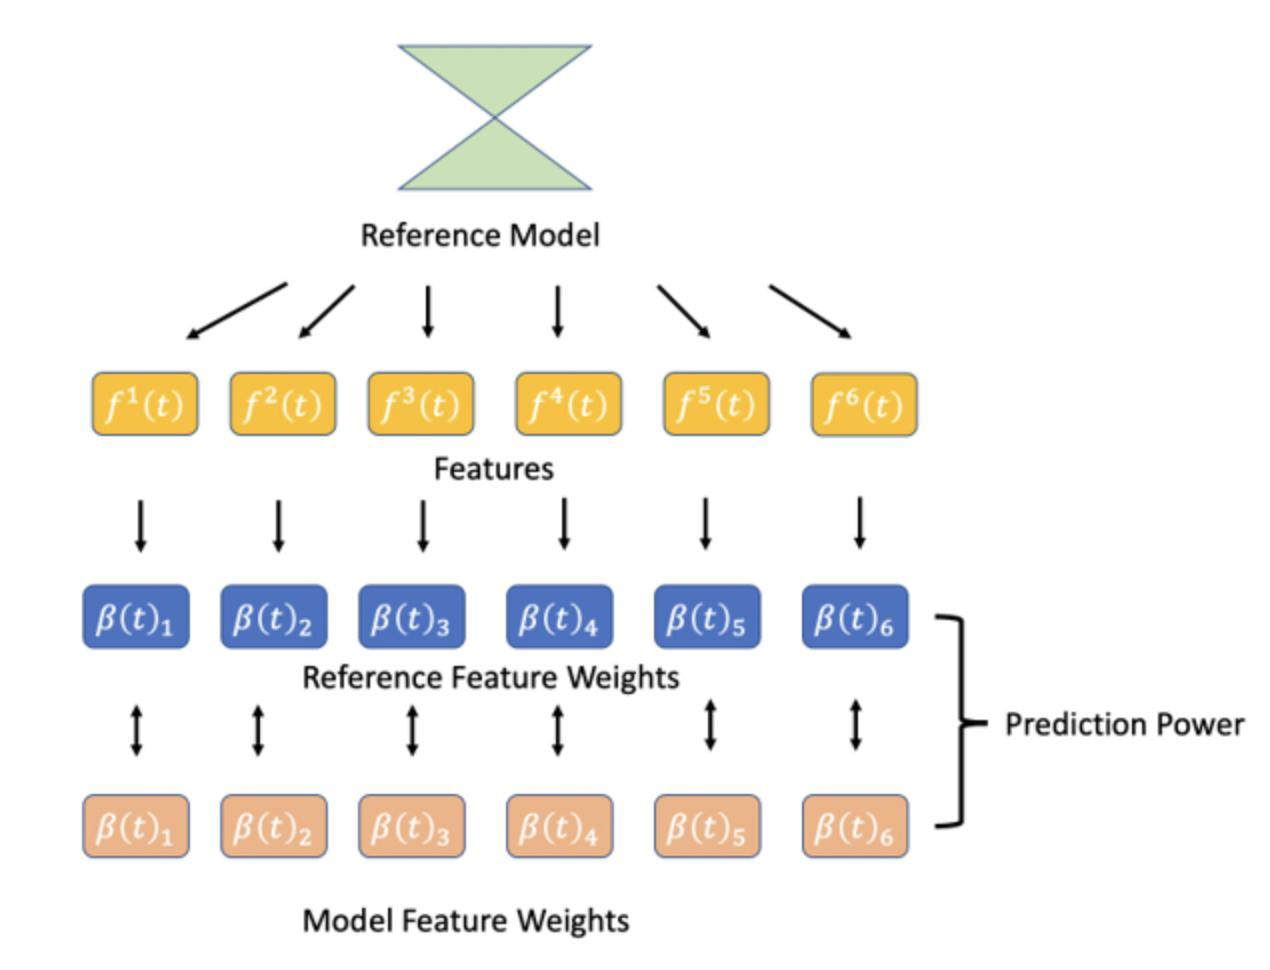 Reference Model
f¹(t) f²(t) f³(t) f⁴(t) f⁵(t) f⁶(t)
Features
β(t)₁ β(t)₂ β(t)₃ β(t)₄ β(t)₅ β(t)₆
Reference Feature Weights
Prediction Power
β(t)₁ β(t)₂ β(t)₃ β(t)₄ β(t)₅ β(t)₆
Model Feature Weights